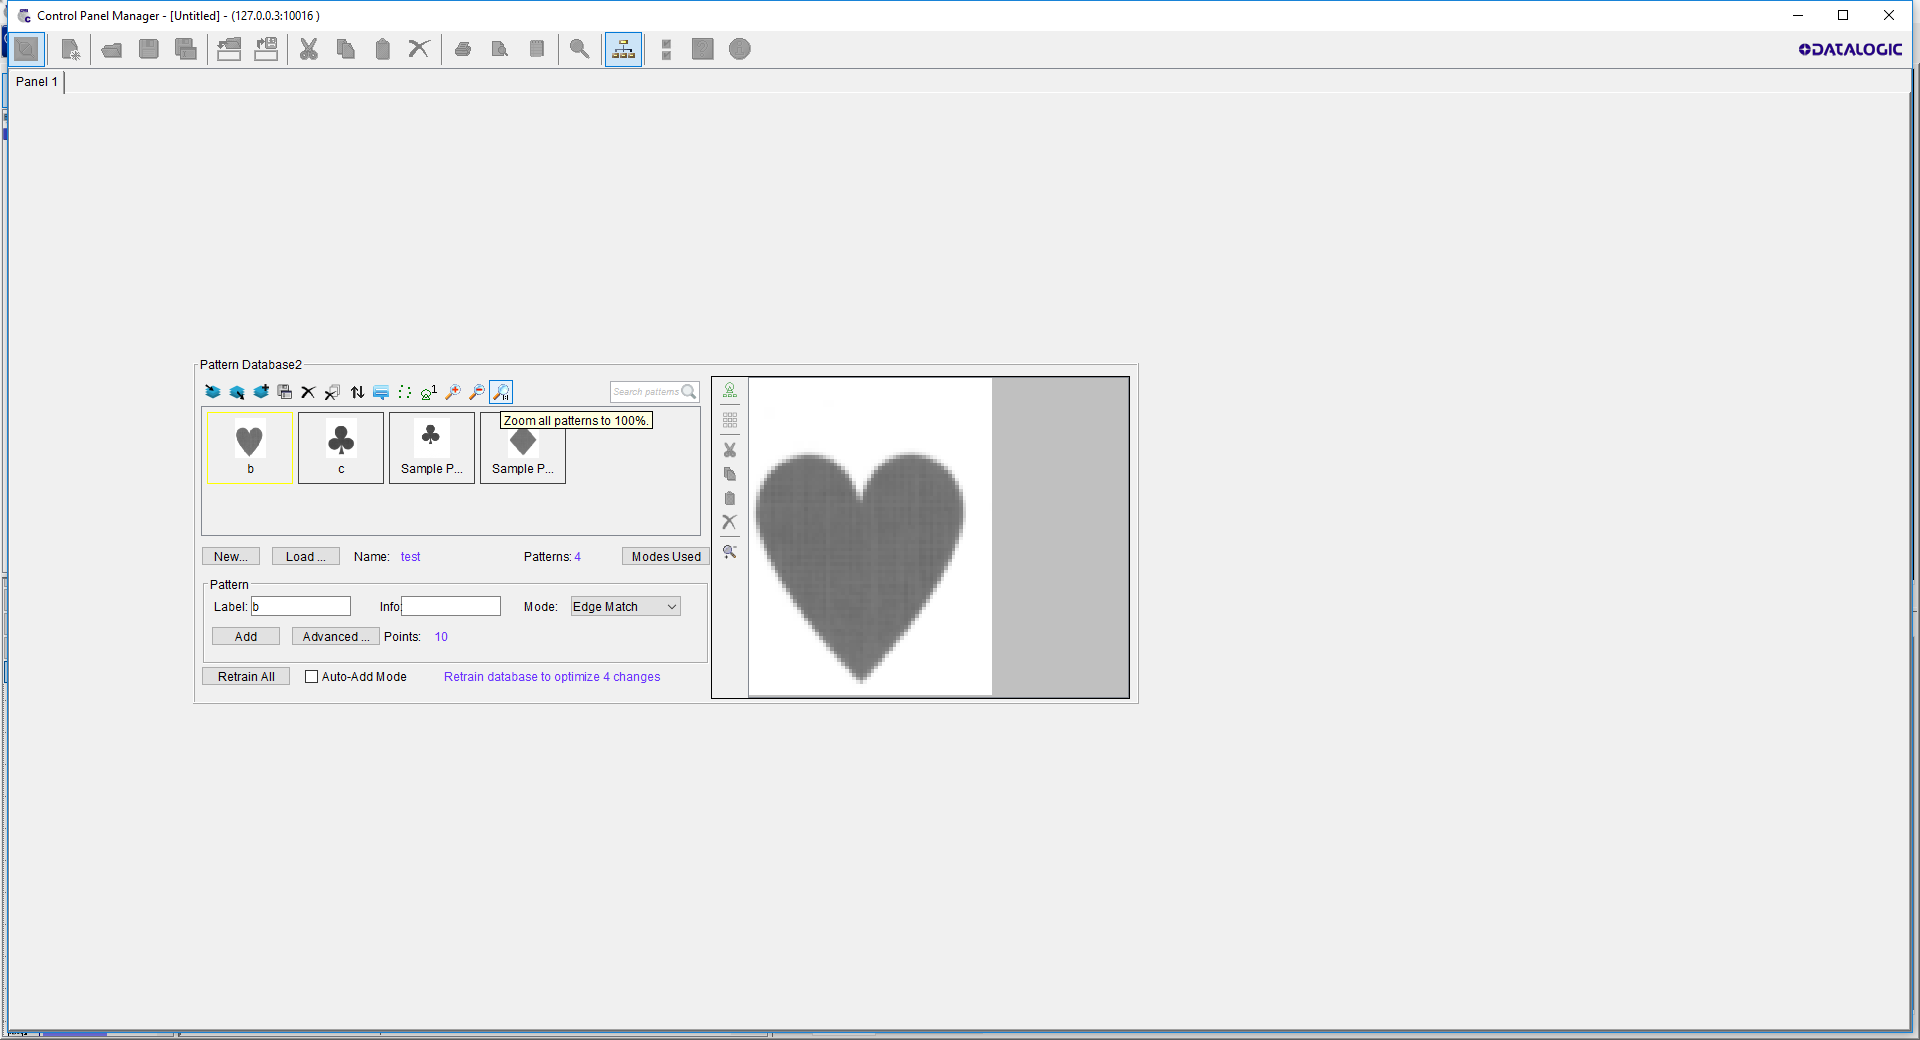 Control Panel Manager - [Untitled] - (127.0.0.3:10016 )
DATALOGIC
Panel 1
Pattern Database2
1
Search patterns
Zoom all patterns to 100%.
b
c
Sample P...
Sample P...
New...
Load ...
Name:
test
Patterns: 4
Modes Used
Pattern
Label: b
Info:
Mode:
Edge Match
Add
Advanced ...
Points:
10
Retrain All
Auto-Add Mode
Retrain database to optimize 4 changes